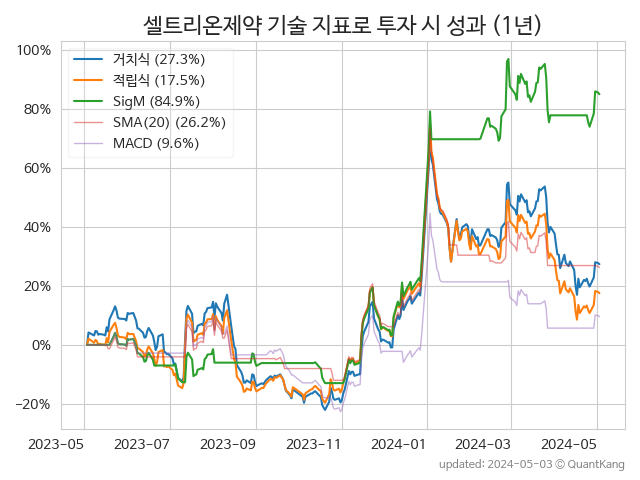 셀트리온제약 기술 지표로 투자 시 성과 (1년)
거치식 (27.3%)
적립식 (17.5%)
SigM (84.9%)
SMA(20) (26.2%)
MACD (9.6%)
100%
80%
60%
40%
20%
0%
−20%
2023-05 2023-07 2023-09 2023-11 2024-01 2024-03 2024-05
updated: 2024-05-03 ⓒ QuantKang